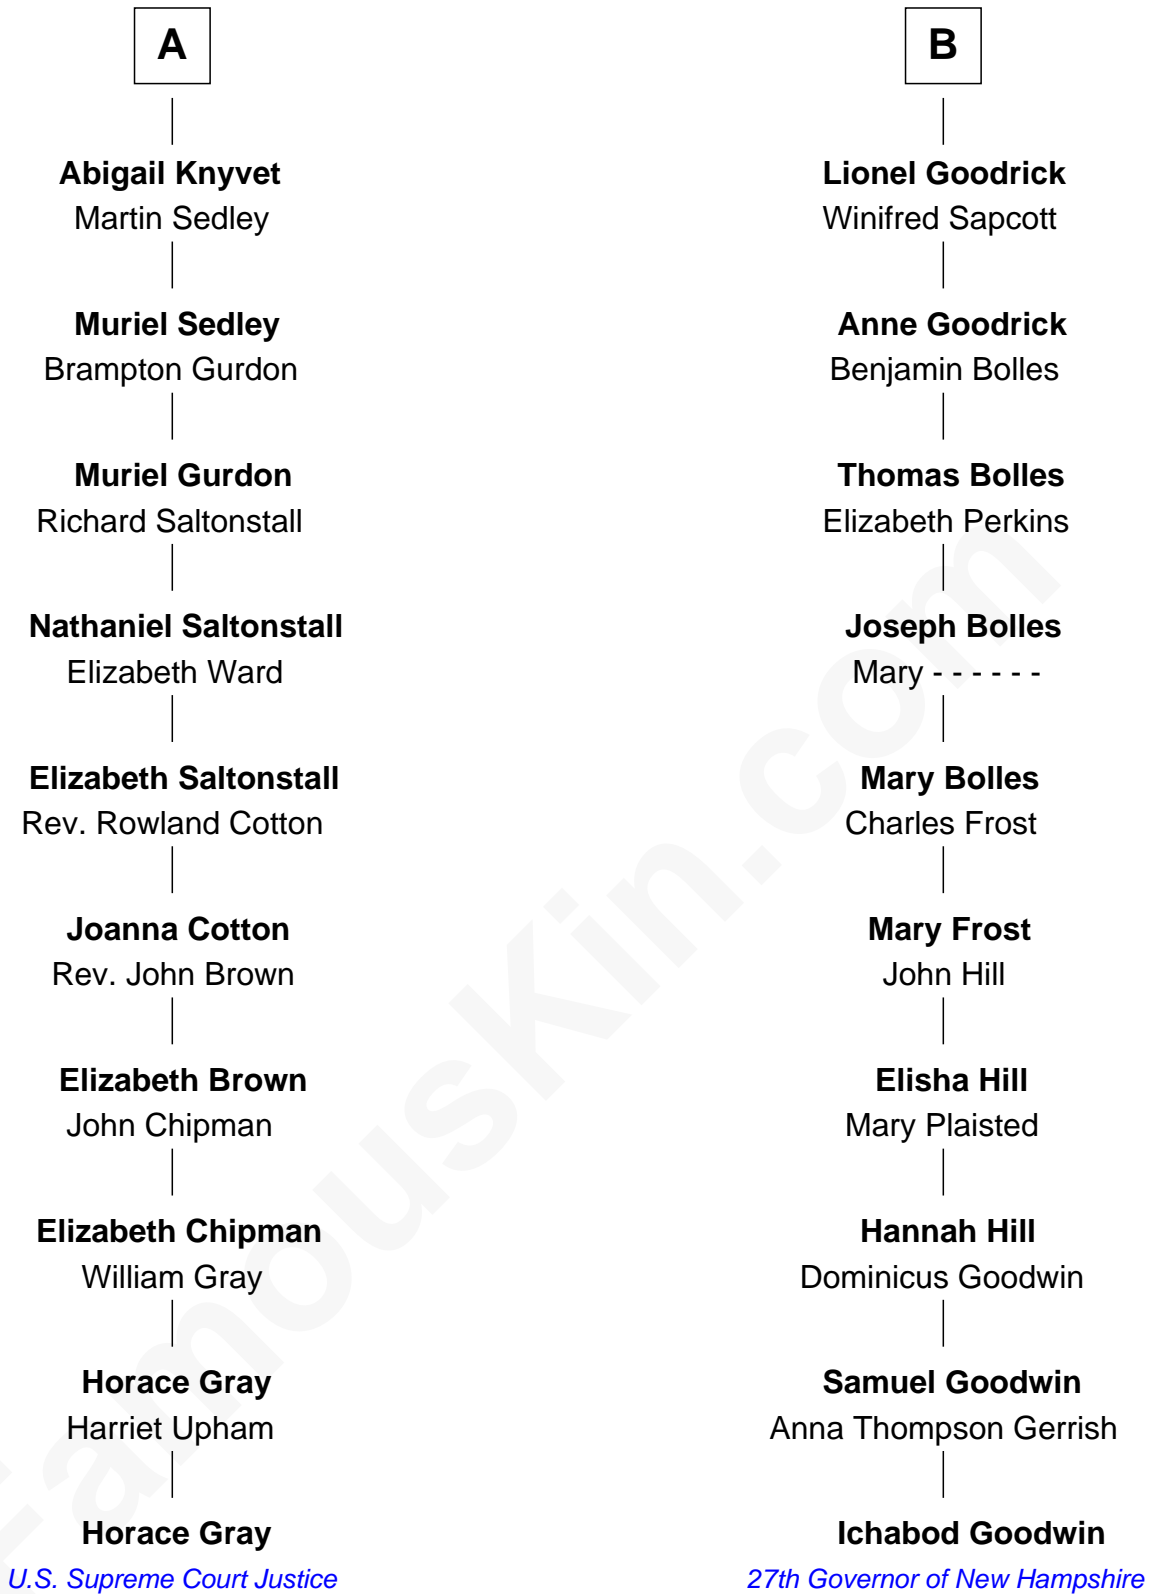 A
Abigail Knyvet
Martin Sedley
Muriel Sedley
Brampton Gurdon
Muriel Gurdon
Richard Saltonstall
Nathaniel Saltonstall
Elizabeth Ward
Elizabeth Saltonstall
Rev. Rowland Cotton
Joanna Cotton
Rev. John Brown
Elizabeth Brown
John Chipman
Elizabeth Chipman
William Gray
Horace Gray
Harriet Upham
Horace Gray
U.S. Supreme Court Justice
B
Lionel Goodrick
Winifred Sapcott
Anne Goodrick
Benjamin Bolles
Thomas Bolles
Elizabeth Perkins
Joseph Bolles
Mary - - - - - -
Mary Bolles
Charles Frost
Mary Frost
John Hill
Elisha Hill
Mary Plaisted
Hannah Hill
Dominicus Goodwin
Samuel Goodwin
Anna Thompson Gerrish
Ichabod Goodwin
27th Governor of New Hampshire
FamousKin.com